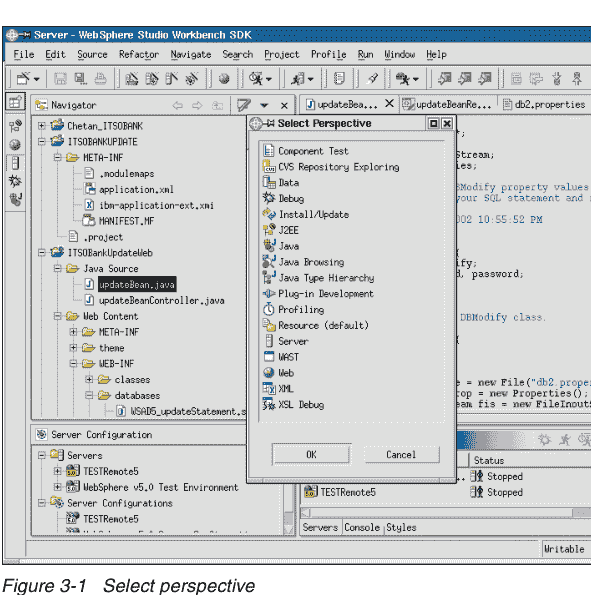 Server - WebSphere Studio Workbench SDK
File Edit Source Refactor Navigate Search Project Profile Run Window Help
Navigator
updateBea...
updateBeanRe...
db2.properties
Chetan_ITSOBANK
ITSOBANKUPDATE
META-INF
.modulemaps
application.xml
ibm-application-ext.xmi
MANIFEST.MF
.project
ITSOBankUpdateWeb
Java Source
updateBean.java
updateBeanController.java
Web Content
META-INF
theme
WEB-INF
classes
databases
WSAD5_updateStatement.s
Select Perspective
Component Test
CVS Repository Exploring
Data
Debug
Install/Update
J2EE
Java
Java Browsing
Java Type Hierarchy
Plug-in Development
Profiling
Resource (default)
Server
WAST
Web
XML
XSL Debug
OK Cancel
Stream;
ies;
DBModify property values
your SQL statement and
002 10:55:52 PM
ify;
d, password;
DBModify class.
e = new File("db2.prope
rop = new Properties();
eam fis = new FileInputS
Server Configuration
Servers
TESTRemote5
WebSphere v5.0 Test Environment
Server Configurations
TESTRemote5
Status
.. Stopped
TESTRemote5 Stopped
Servers Console Styles
Writable
Figure 3-1 Select perspective